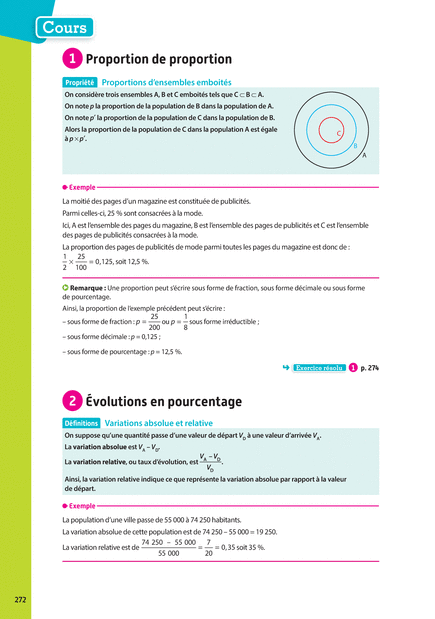 Cours
1 Proportion de proportion
Propriété Proportions d'ensembles emboités
On considère trois ensembles A, B et C emboités tels que C ⊂ B ⊂ A.
On note p la proportion de la population de B dans la population de A.
On note p′ la proportion de la population de C dans la population de B.
Alors la proportion de la population de C dans la population A est égale
à p × p′.
C
B
A
Exemple
La moitié des pages d'un magazine est constituée de publicités.
Parmi celles-ci, 25 % sont consacrées à la mode.
Ici, A est l'ensemble des pages du magazine, B est l'ensemble des pages de publicités et C est l'ensemble
des pages de publicités consacrées à la mode.
La proportion des pages de publicités de mode parmi toutes les pages du magazine est donc de :
1/2 × 25/100 = 0,125, soit 12,5 %.
Remarque : Une proportion peut s'écrire sous forme de fraction, sous forme décimale ou sous forme
de pourcentage.
Ainsi, la proportion de l'exemple précédent peut s'écrire :
– sous forme de fraction : p = 25/200 ou p = 1/8 sous forme irréductible ;
– sous forme décimale : p = 0,125 ;
– sous forme de pourcentage : p = 12,5 %.
Exercice résolu 1 p. 274
2 Évolutions en pourcentage
Définitions Variations absolue et relative
On suppose qu'une quantité passe d'une valeur de départ V_D à une valeur d'arrivée V_A.
La variation absolue est V_A – V_D.
La variation relative, ou taux d'évolution, est (V_A – V_D)/V_D.
Ainsi, la variation relative indique ce que représente la variation absolue par rapport à la valeur
de départ.
Exemple
La population d'une ville passe de 55 000 à 74 250 habitants.
La variation absolue de cette population est de 74 250 – 55 000 = 19 250.
La variation relative est de (74 250 – 55 000)/55 000 = 7/20 = 0,35 soit 35 %.
272